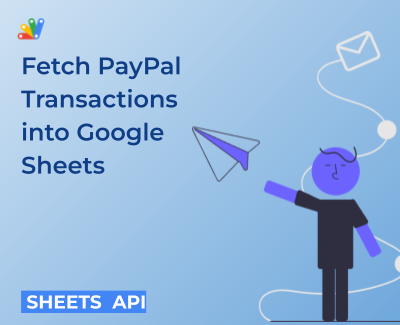 Fetch PayPal
Transactions
into Google
Sheets
SHEETS API